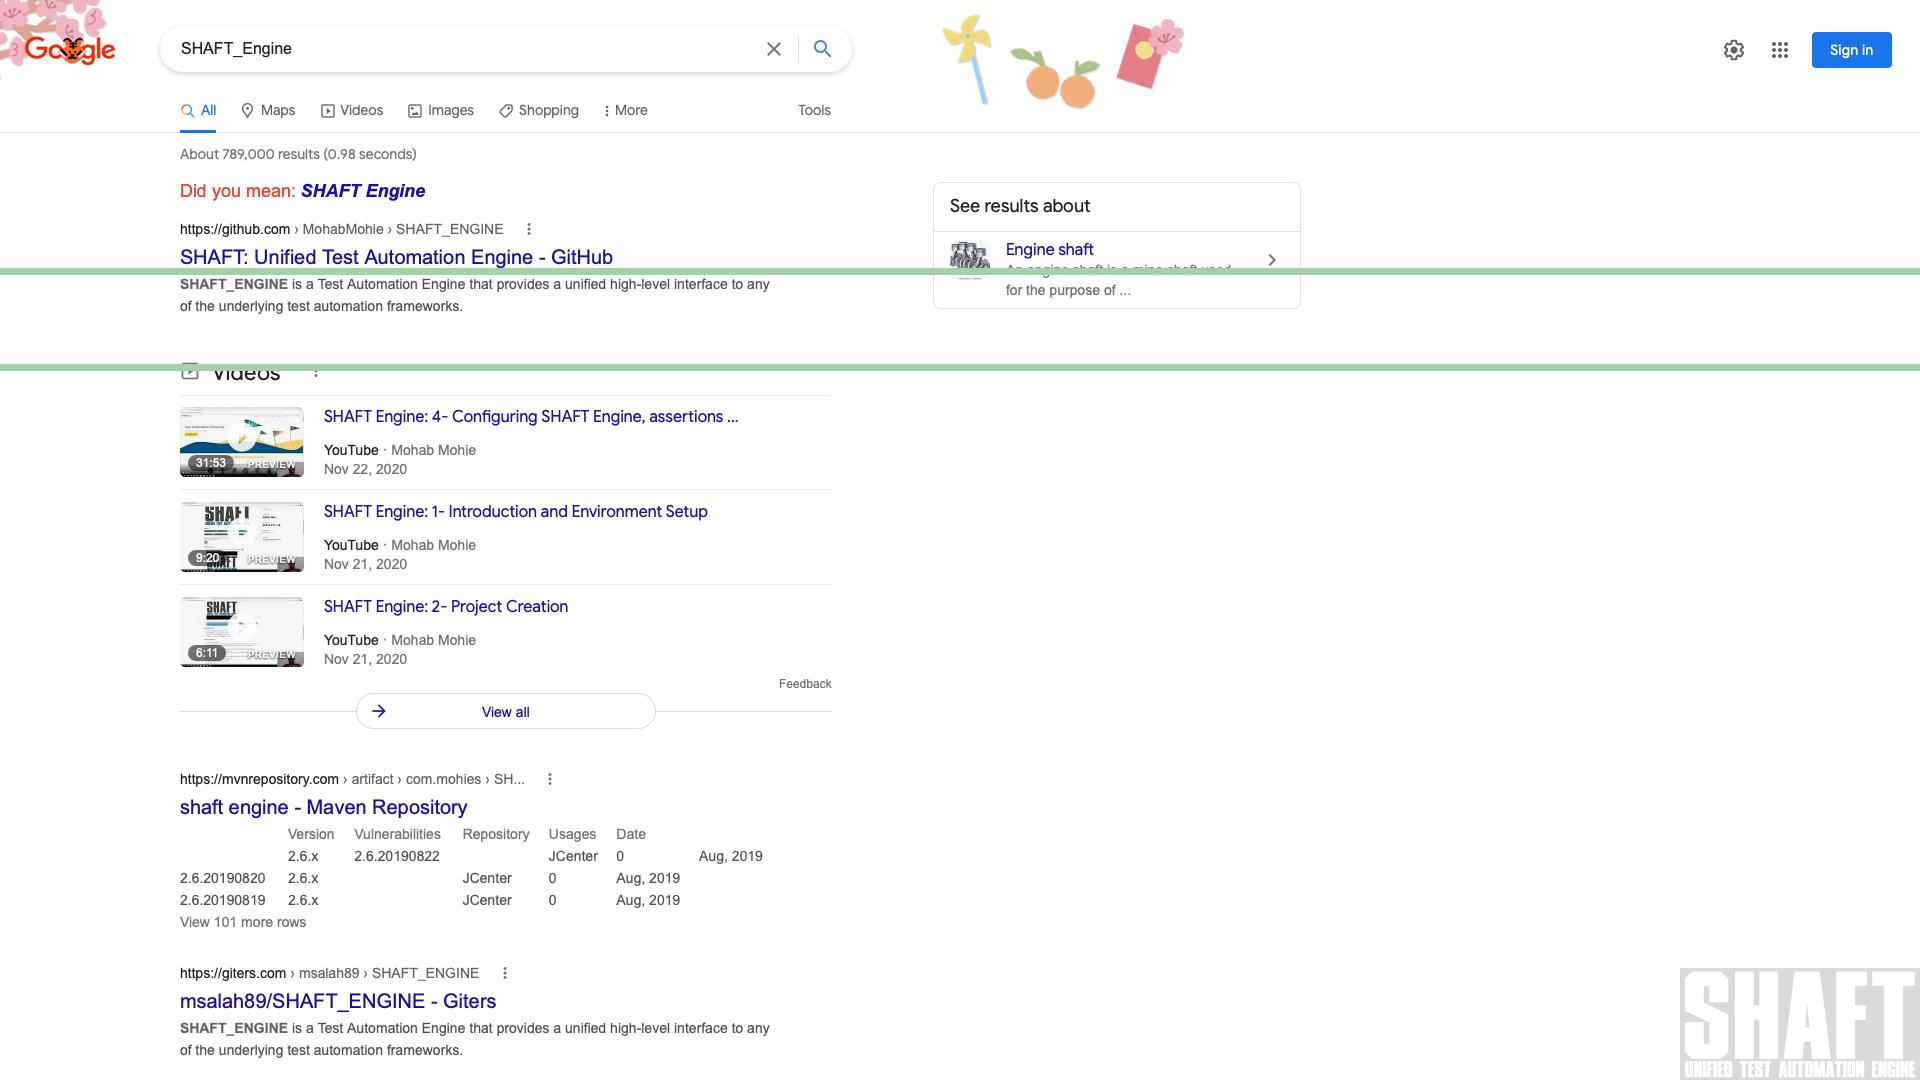 Google
SHAFT_Engine
Sign in
All Maps Videos Images Shopping More Tools
About 789,000 results (0.98 seconds)
Did you mean: SHAFT Engine
See results about
Engine shaft
for the purpose of ...
https://github.com › MohabMohie › SHAFT_ENGINE
SHAFT: Unified Test Automation Engine - GitHub
SHAFT_ENGINE is a Test Automation Engine that provides a unified high-level interface to any
of the underlying test automation frameworks.
Videos
SHAFT Engine: 4- Configuring SHAFT Engine, assertions ...
31:53 PREVIEW
YouTube · Mohab Mohie
Nov 22, 2020
SHAFT
SHAFT Engine: 1- Introduction and Environment Setup
9:20 PREVIEW
YouTube · Mohab Mohie
Nov 21, 2020
SHAFT
SHAFT Engine: 2- Project Creation
6:11 PREVIEW
YouTube · Mohab Mohie
Nov 21, 2020
Feedback
View all
https://mvnrepository.com › artifact › com.mohies › SH...
shaft engine - Maven Repository
Version Vulnerabilities Repository Usages Date
2.6.x 2.6.20190822 JCenter 0 Aug, 2019
2.6.20190820 2.6.x JCenter 0 Aug, 2019
2.6.20190819 2.6.x JCenter 0 Aug, 2019
View 101 more rows
https://giters.com › msalah89 › SHAFT_ENGINE
msalah89/SHAFT_ENGINE - Giters
SHAFT_ENGINE is a Test Automation Engine that provides a unified high-level interface to any
of the underlying test automation frameworks.
SHAFT
UNIFIED TEST AUTOMATION ENGINE